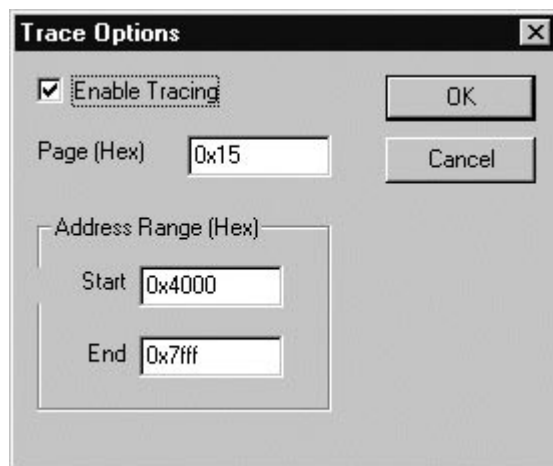 Trace Options
Enable Tracing
OK
Page (Hex) 0x15
Cancel
Address Range (Hex)
Start 0x4000
End 0x7fff